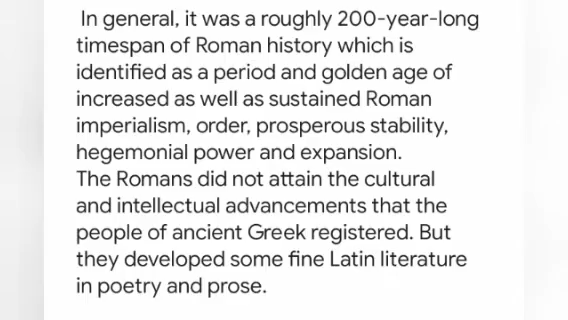 In general, it was a roughly 200-year-long
timespan of Roman history which is
identified as a period and golden age of
increased as well as sustained Roman
imperialism, order, prosperous stability,
hegemonial power and expansion.
The Romans did not attain the cultural
and intellectual advancements that the
people of ancient Greek registered. But
they developed some fine Latin literature
in poetry and prose.